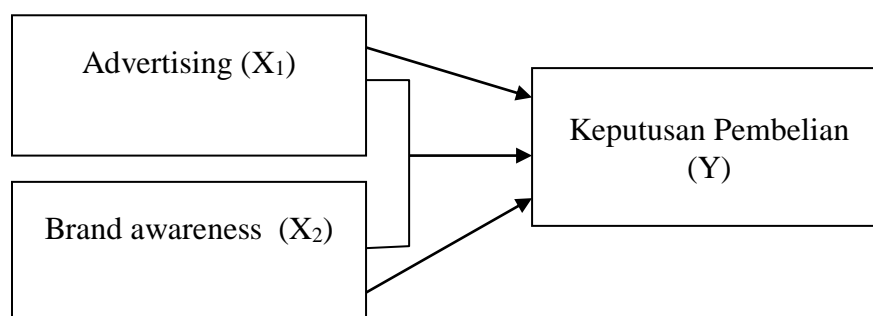 Advertising (X₁)
Keputusan Pembelian
(Y)
Brand awareness (X₂)